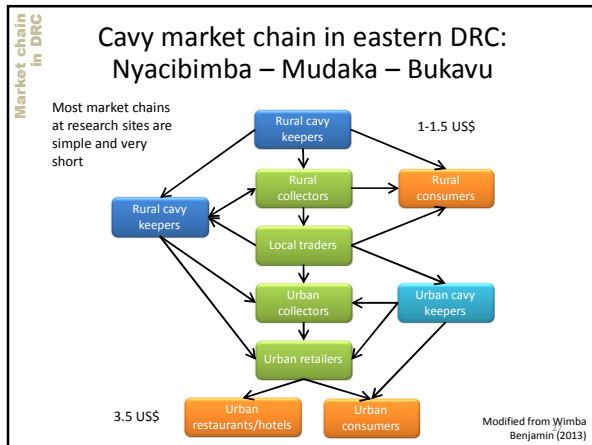 Market chain
in DRC
Cavy market chain in eastern DRC:
Nyacibimba – Mudaka – Bukavu
Most market chains
at research sites are
simple and very
short
Rural cavy
keepers
1-1.5 US$
Rural
collectors
Rural
consumers
Rural cavy
keepers
Local traders
Urban
collectors
Urban cavy
keepers
Urban retailers
3.5 US$
Urban
restaurants/hotels
Urban
consumers
Modified from Wimba
Benjamin (2013)